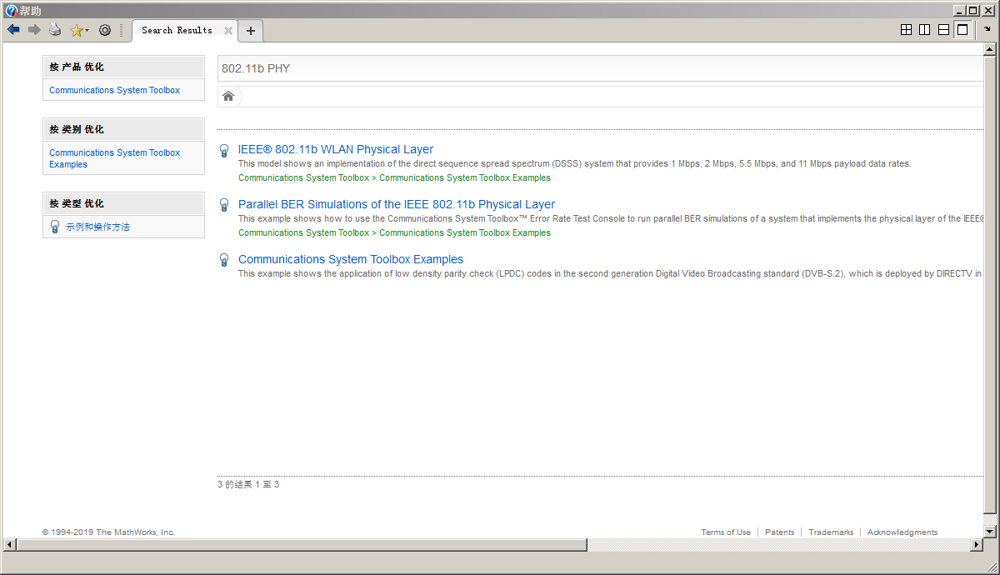 帮助
Search Results
按 产品 优化
Communications System Toolbox
按 类别 优化
Communications System Toolbox
Examples
按 类型 优化
示例和操作方法
802.11b PHY
IEEE® 802.11b WLAN Physical Layer
This model shows an implementation of the direct sequence spread spectrum (DSSS) system that provides 1 Mbps, 2 Mbps, 5.5 Mbps, and 11 Mbps payload data rates.
Communications System Toolbox > Communications System Toolbox Examples
Parallel BER Simulations of the IEEE 802.11b Physical Layer
This example shows how to use the Communications System Toolbox™ Error Rate Test Console to run parallel BER simulations of a system that implements the physical layer of the IEEE®
Communications System Toolbox > Communications System Toolbox Examples
Communications System Toolbox Examples
This example shows the application of low density parity check (LPDC) codes in the second generation Digital Video Broadcasting standard (DVB-S.2), which is deployed by DIRECTV in
3 的结果 1 至 3
© 1994-2019 The MathWorks, Inc.
Terms of Use
Patents
Trademarks
Acknowledgments